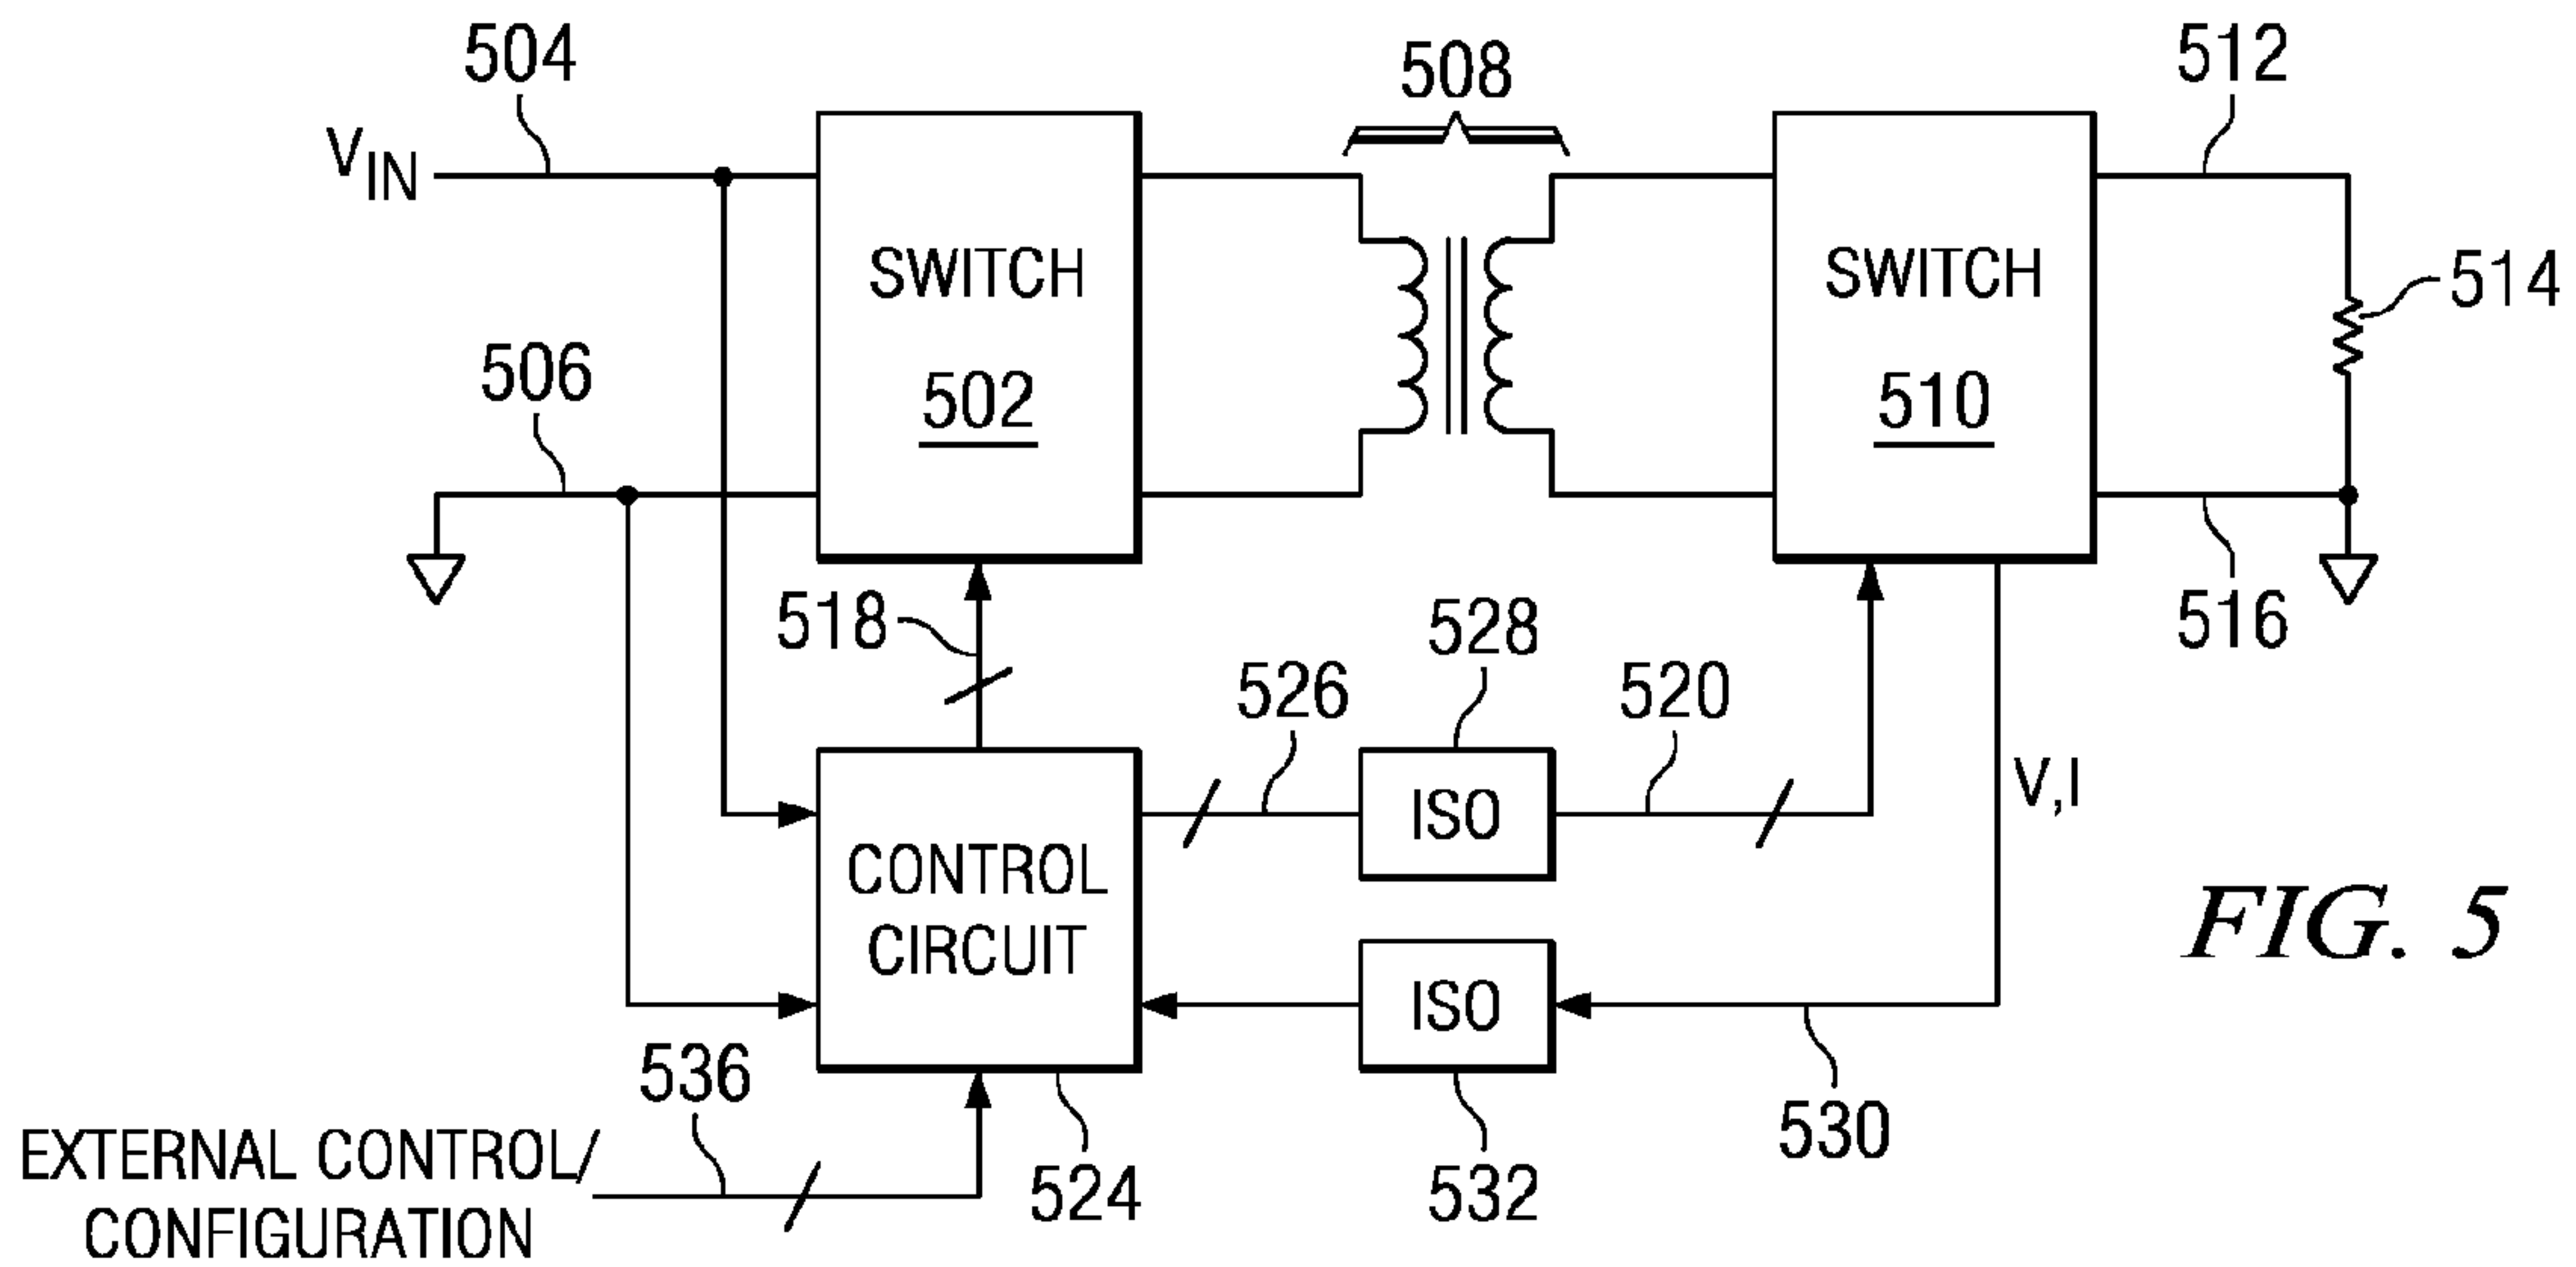 504
508
512
VIN
SWITCH
502
SWITCH
510
514
506
518
528
516
526
520
ISO
V,I
CONTROL
CIRCUIT
FIG. 5
ISO
536
530
EXTERNAL CONTROL/
CONFIGURATION
524
532